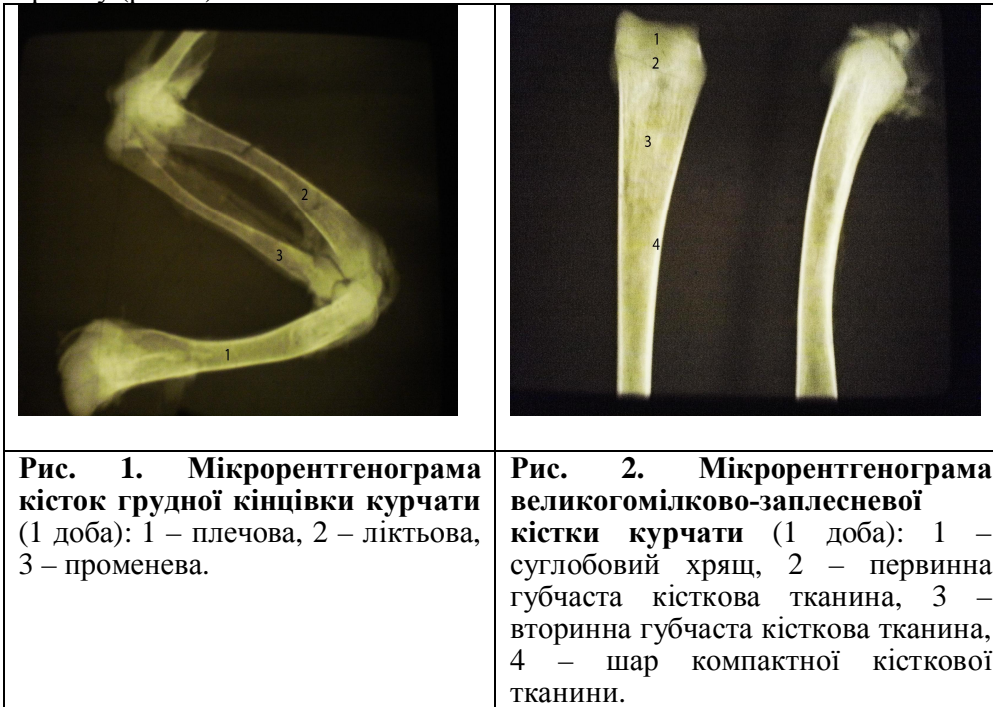 1
2
3
1
2
3
4
Рис. 1. Мікрорентгенограма
кісток грудної кінцівки курчати
(1 доба): 1 – плечова, 2 – ліктьова,
3 – променева.
Рис. 2. Мікрорентгенограма
великогомілково-заплесневої
кістки курчати (1 доба): 1 –
суглобовий хрящ, 2 – первинна
губчаста кісткова тканина, 3 –
вторинна губчаста кісткова тканина,
4 – шар компактної кісткової
тканини.